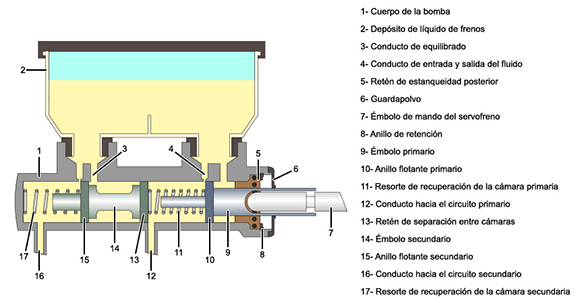 1- Cuerpo de la bomba
2- Depósito de líquido de frenos
3- Conducto de equilibrado
4- Conducto de entrada y salida del fluido
5- Retén de estanqueidad posterior
6- Guardapolvo
7- Émbolo de mando del servofreno
8- Anillo de retención
9- Émbolo primario
10- Anillo flotante primario
11- Resorte de recuperación de la cámara primaria
12- Conducto hacia el circuito primario
13- Retén de separación entre cámaras
14- Émbolo secundario
15- Anillo flotante secundario
16- Conducto hacia el circuito secundario
17- Resorte de recuperación de la cámara secundaria
2
1
3
4
5
6
17
16
15
14
13
12
11
10
9
8
7